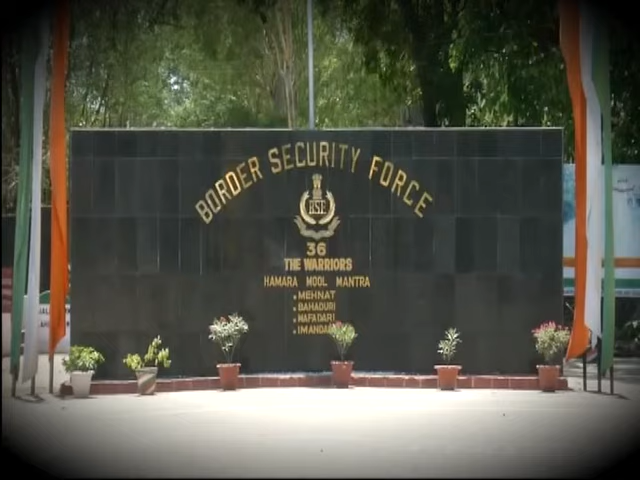 BORDER SECURITY FORCE
BSF
36
THE WARRIORS
HAMARA MOOL MANTRA
. MEHNAT
. BAHADURI
. WAFADARI
. IMANDARI